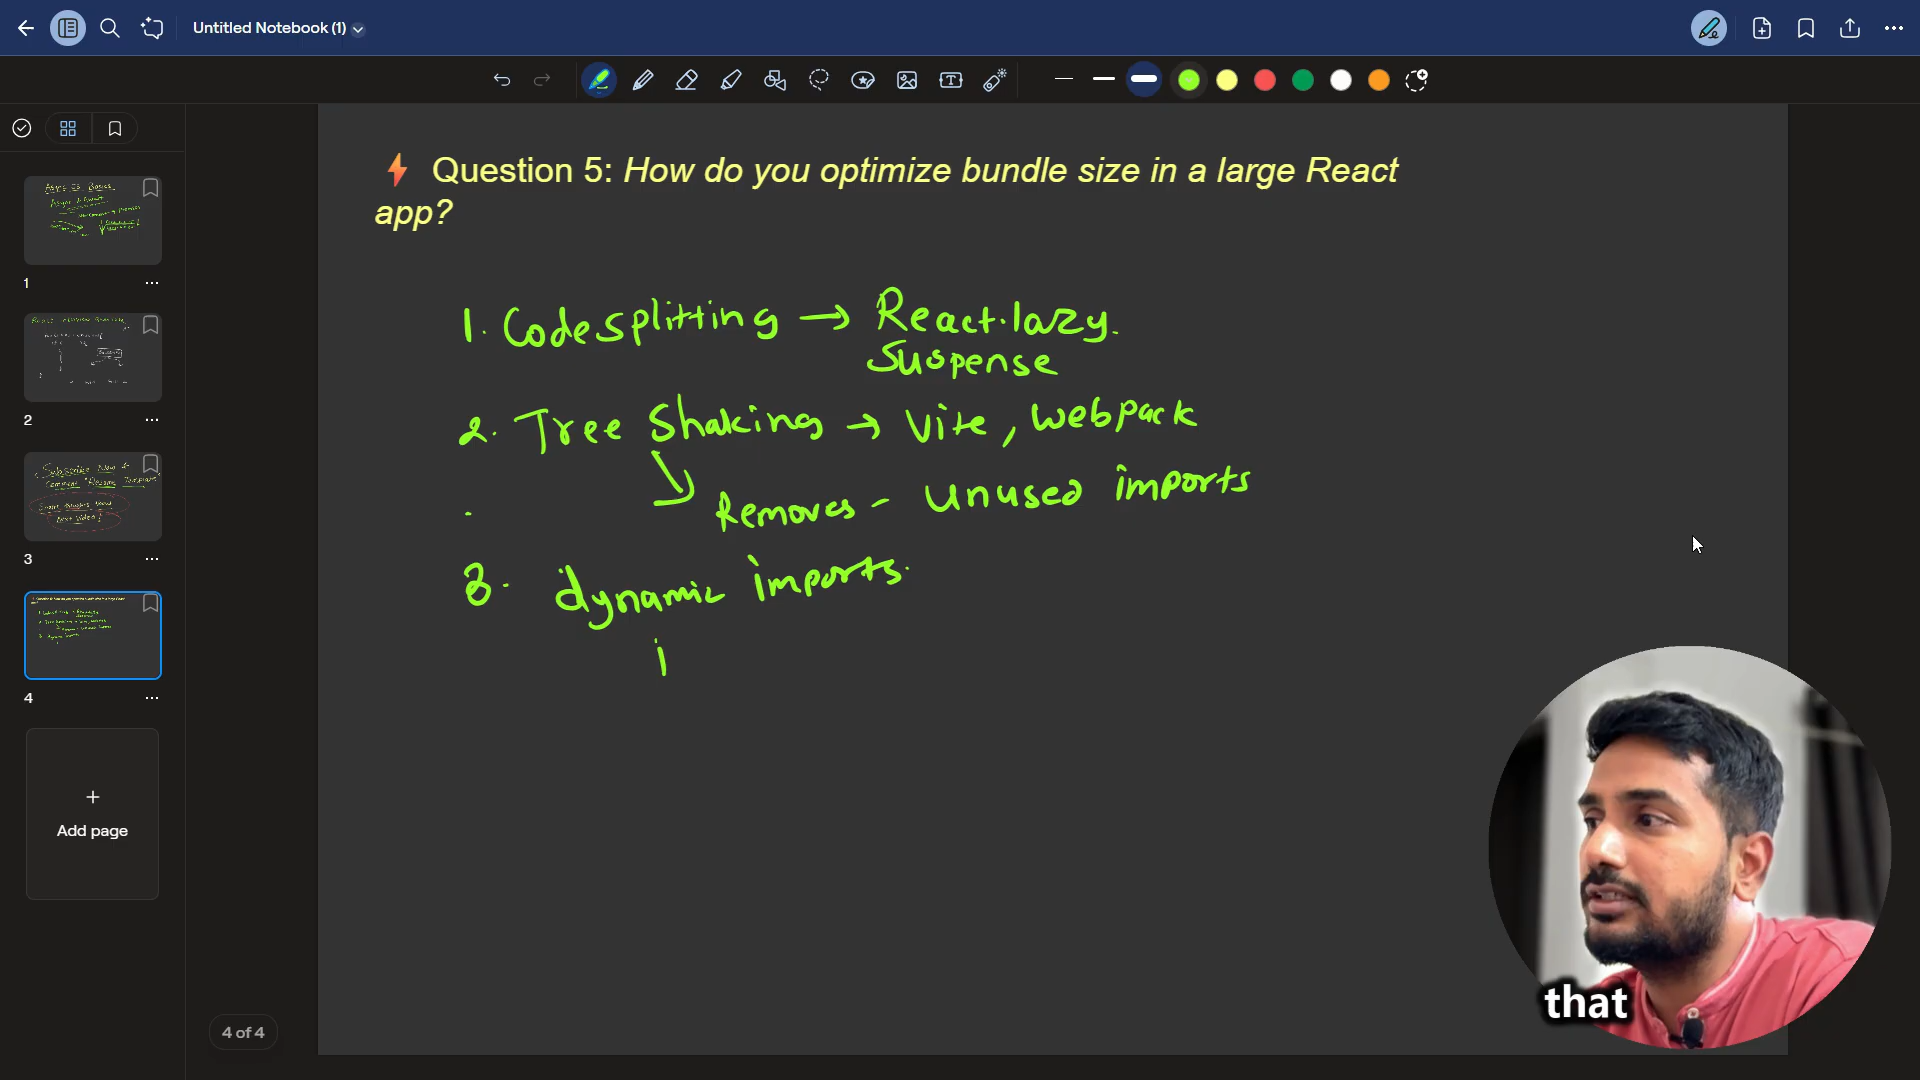 Untitled Notebook (1)
⚡ Question 5: How do you optimize bundle size in a large React
app?
1. Codesplitting → React.lazy.
Suspense
2. Tree Shaking → Vite, Webpack
Removes - unused imports
3. dynamic imports.
i
1
2
3
4
+
Add page
4 of 4
that